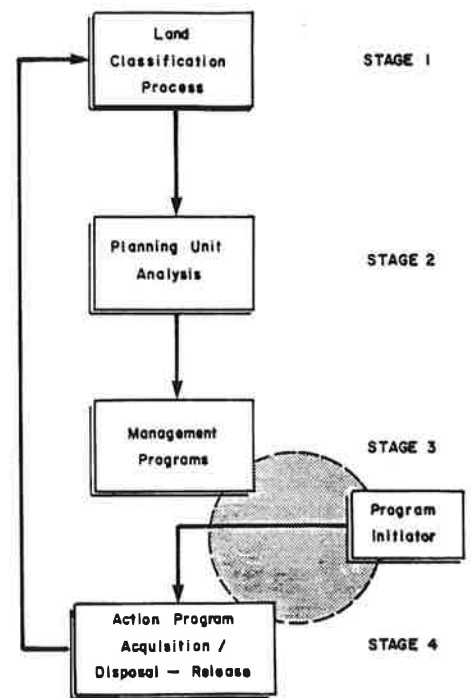 Land
Classification
Process
STAGE 1
Planning Unit
Analysis
STAGE 2
Management
Programs
STAGE 3
Program
Initiator
Action Program
Acquisition /
Disposal — Release
STAGE 4